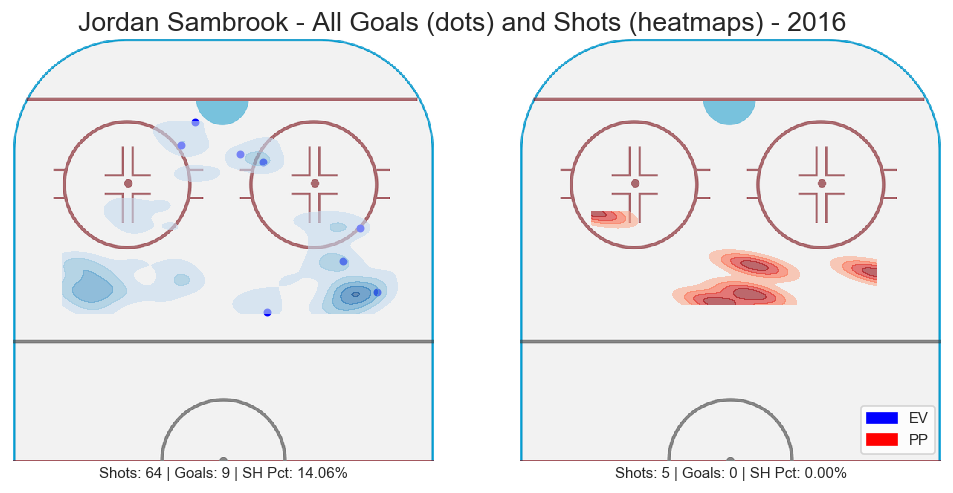 Jordan Sambrook - All Goals (dots) and Shots (heatmaps) - 2016
EV
PP
Shots: 64 | Goals: 9 | SH Pct: 14.06%
Shots: 5 | Goals: 0 | SH Pct: 0.00%